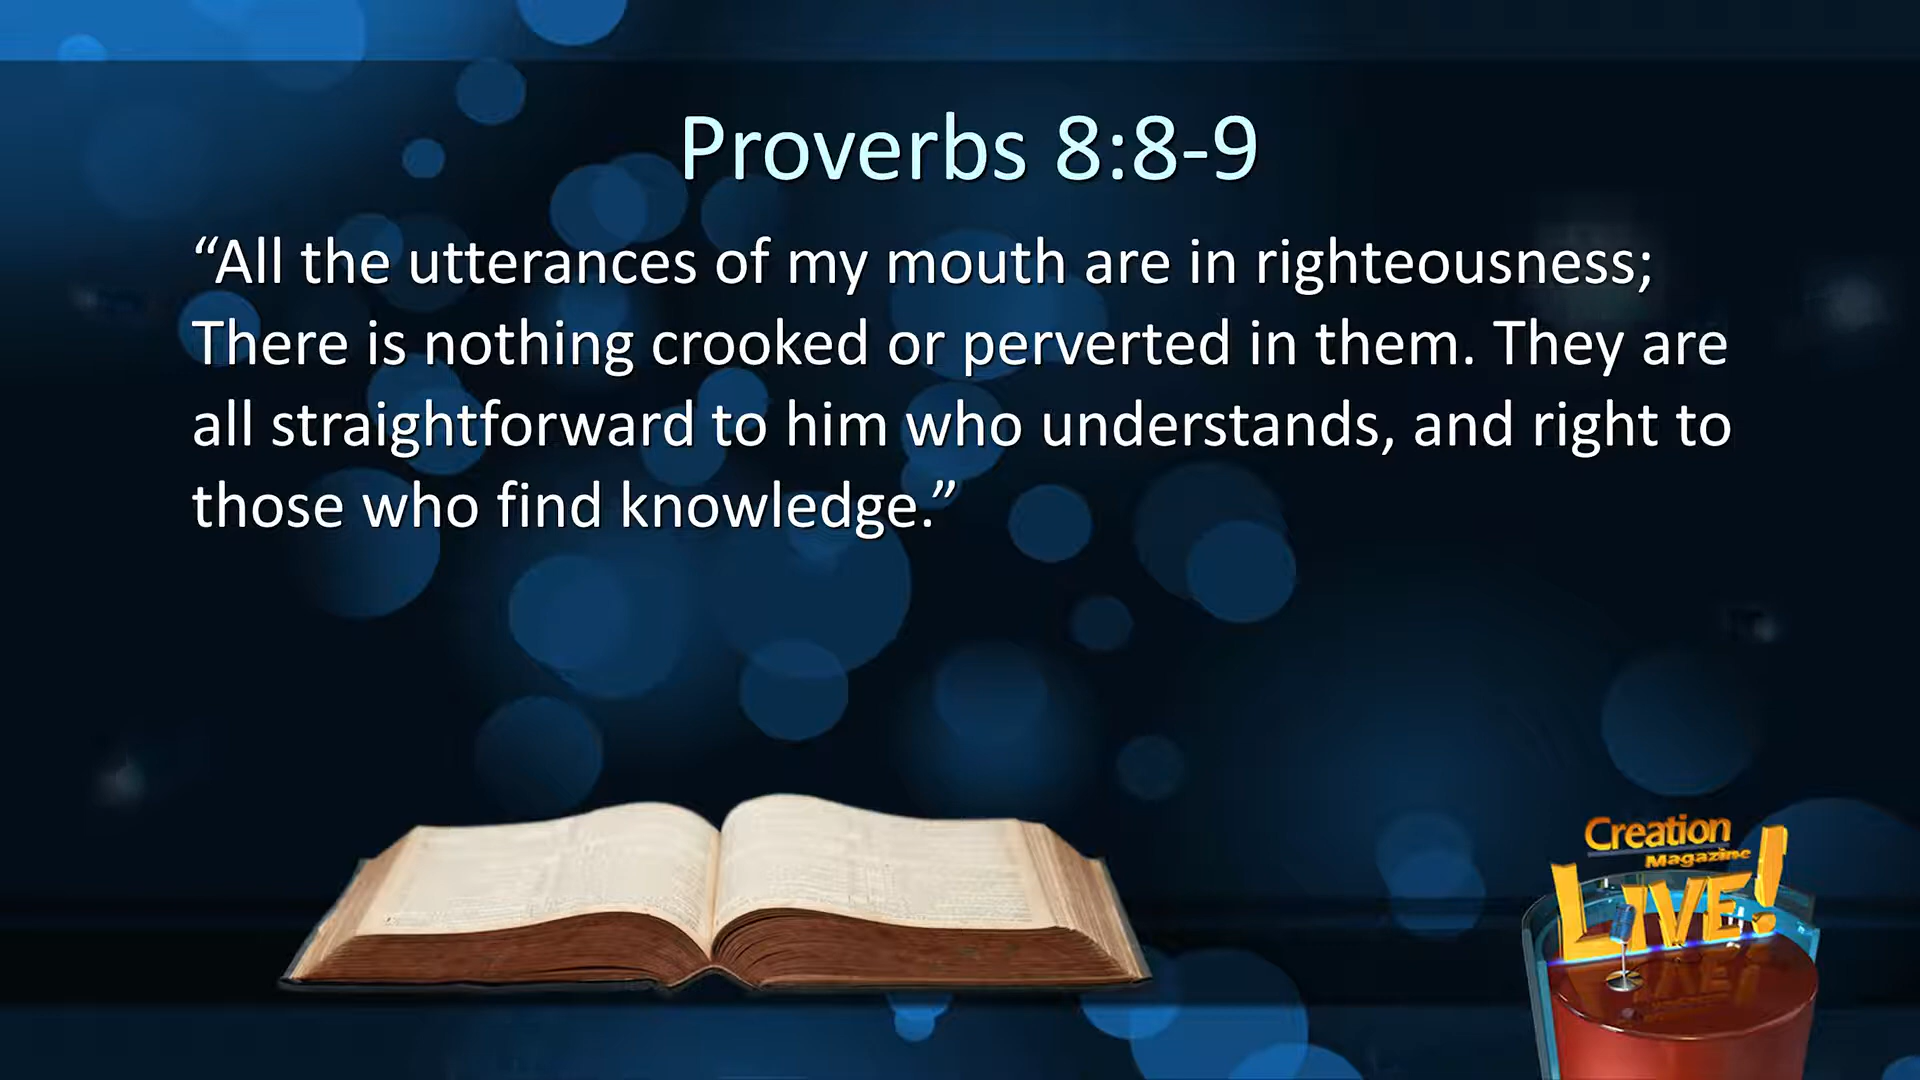 Proverbs 8:8-9
“All the utterances of my mouth are in righteousness;
There is nothing crooked or perverted in them. They are
all straightforward to him who understands, and right to
those who find knowledge.”
Creation
Magazine
LIVE!